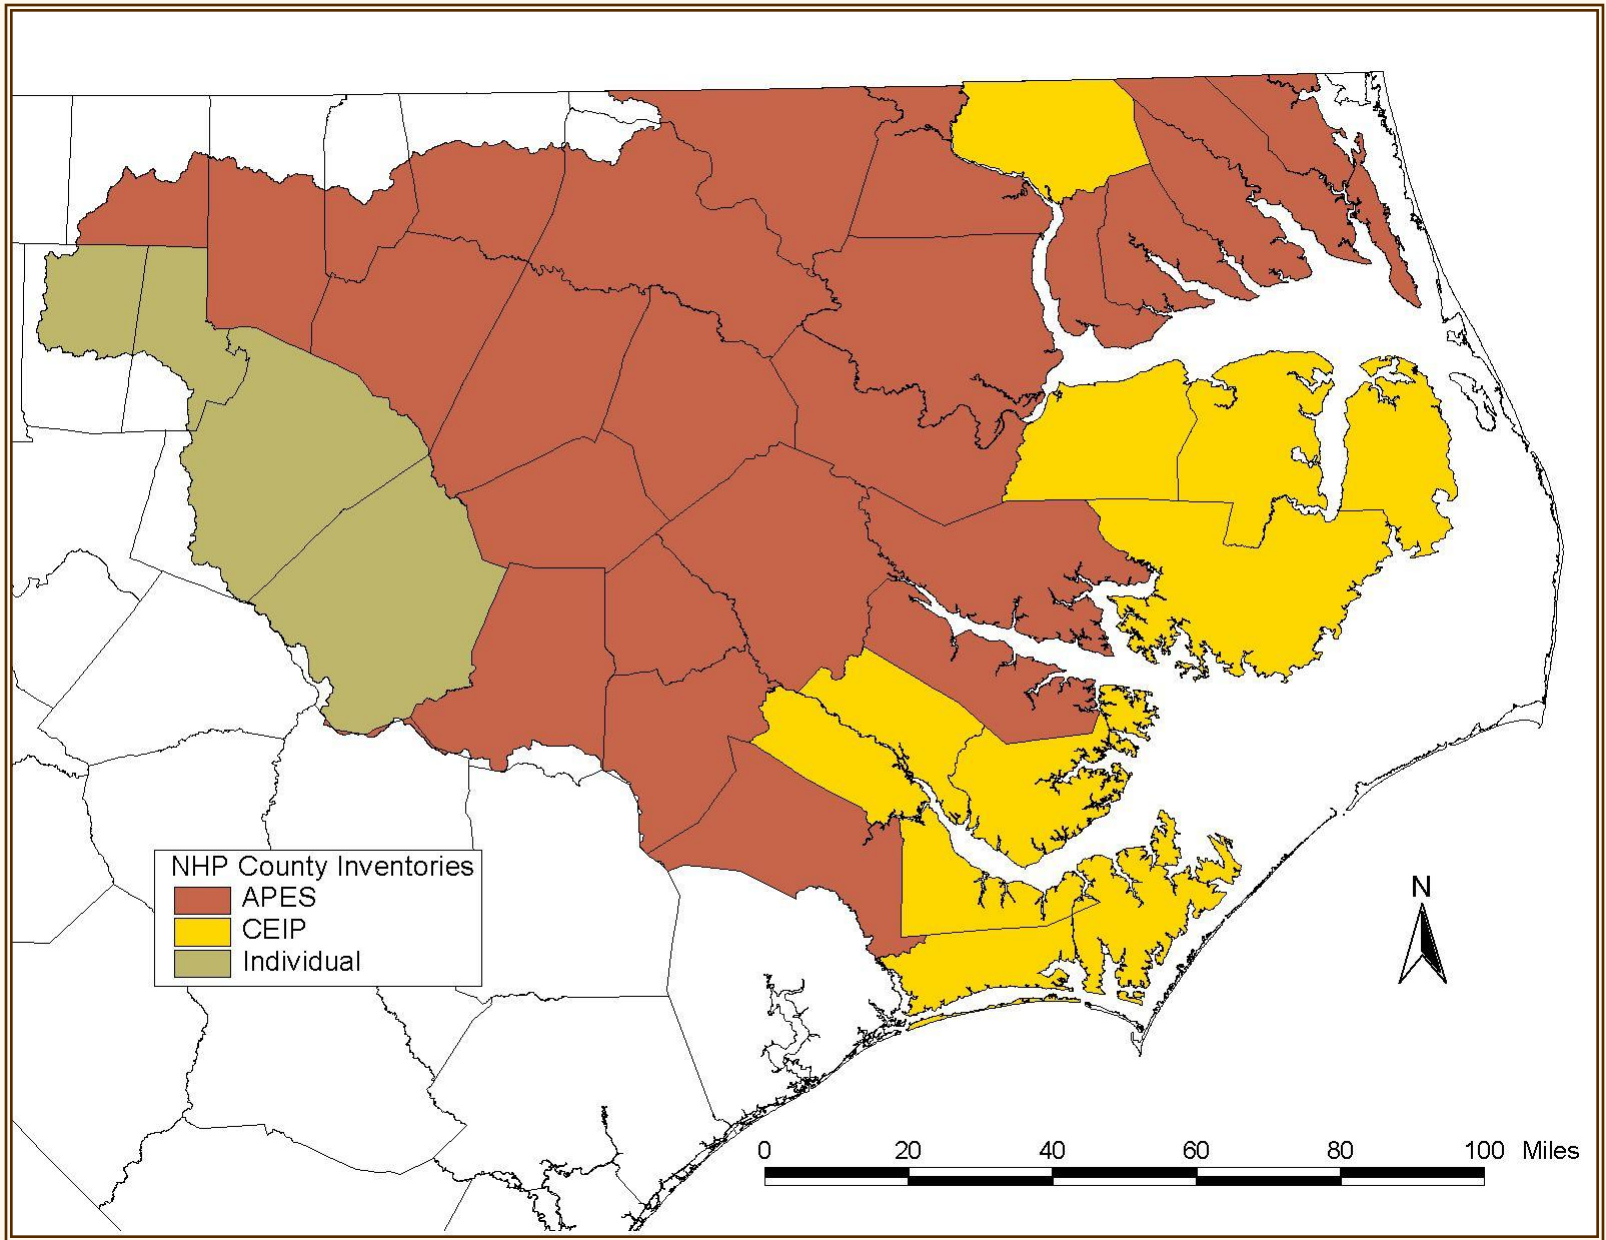 NHP County Inventories
APES
CEIP
Individual
N
0 20 40 60 80 100 Miles